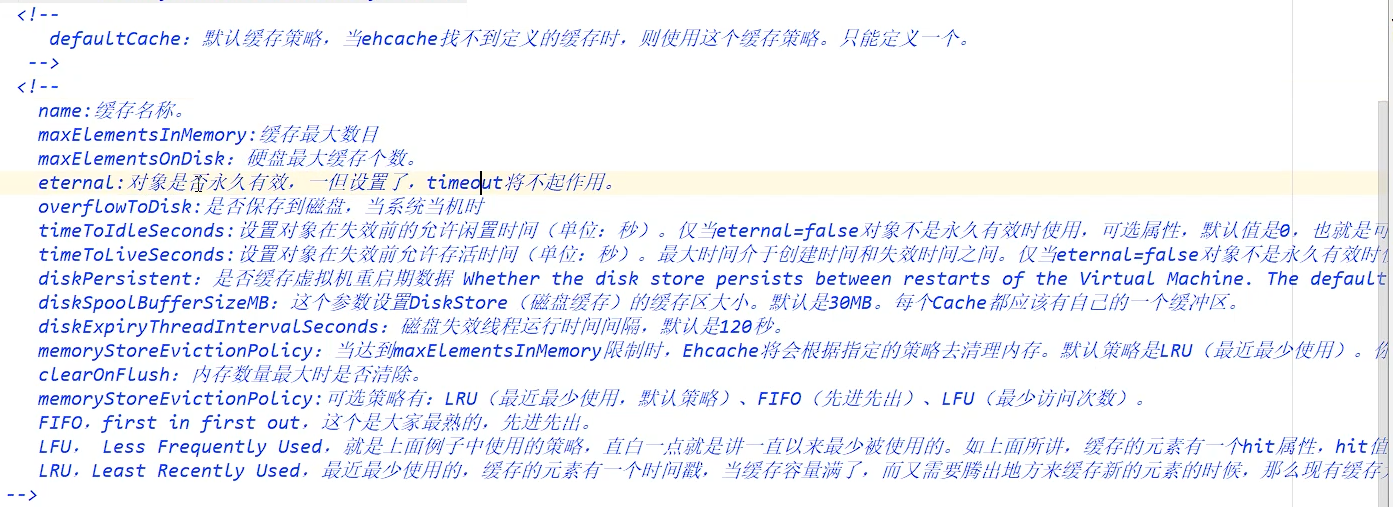 <!--
defaultCache：默认缓存策略，当ehcache找不到定义的缓存时，则使用这个缓存策略。只能定义一个。
-->
<!--
name:缓存名称。
maxElementsInMemory:缓存最大数目
maxElementsOnDisk：硬盘最大缓存个数。
eternal:对象是否永久有效，一但设置了，timeout将不起作用。
overflowToDisk:是否保存到磁盘，当系统当机时
timeToIdleSeconds:设置对象在失效前的允许闲置时间（单位：秒）。仅当eternal=false对象不是永久有效时使用，可选属性，默认值是0，也就是可
timeToLiveSeconds:设置对象在失效前允许存活时间（单位：秒）。最大时间介于创建时间和失效时间之间。仅当eternal=false对象不是永久有效时
diskPersistent：是否缓存虚拟机重启期数据 Whether the disk store persists between restarts of the Virtual Machine. The default
diskSpoolBufferSizeMB：这个参数设置DiskStore（磁盘缓存）的缓存区大小。默认是30MB。每个Cache都应该有自己的一个缓冲区。
diskExpiryThreadIntervalSeconds：磁盘失效线程运行时间间隔，默认是120秒。
memoryStoreEvictionPolicy：当达到maxElementsInMemory限制时，Ehcache将会根据指定的策略去清理内存。默认策略是LRU（最近最少使用）。你
clearOnFlush：内存数量最大时是否清除。
memoryStoreEvictionPolicy:可选策略有：LRU（最近最少使用，默认策略）、FIFO（先进先出）、LFU（最少访问次数）。
FIFO，first in first out，这个是大家最熟的，先进先出。
LFU， Less Frequently Used，就是上面例子中使用的策略，直白一点就是讲一直以来最少被使用的。如上面所讲，缓存的元素有一个hit属性，hit值
LRU，Least Recently Used，最近最少使用的，缓存的元素有一个时间戳，当缓存容量满了，而又需要腾出地方来缓存新的元素的时候，那么现有缓存
-->